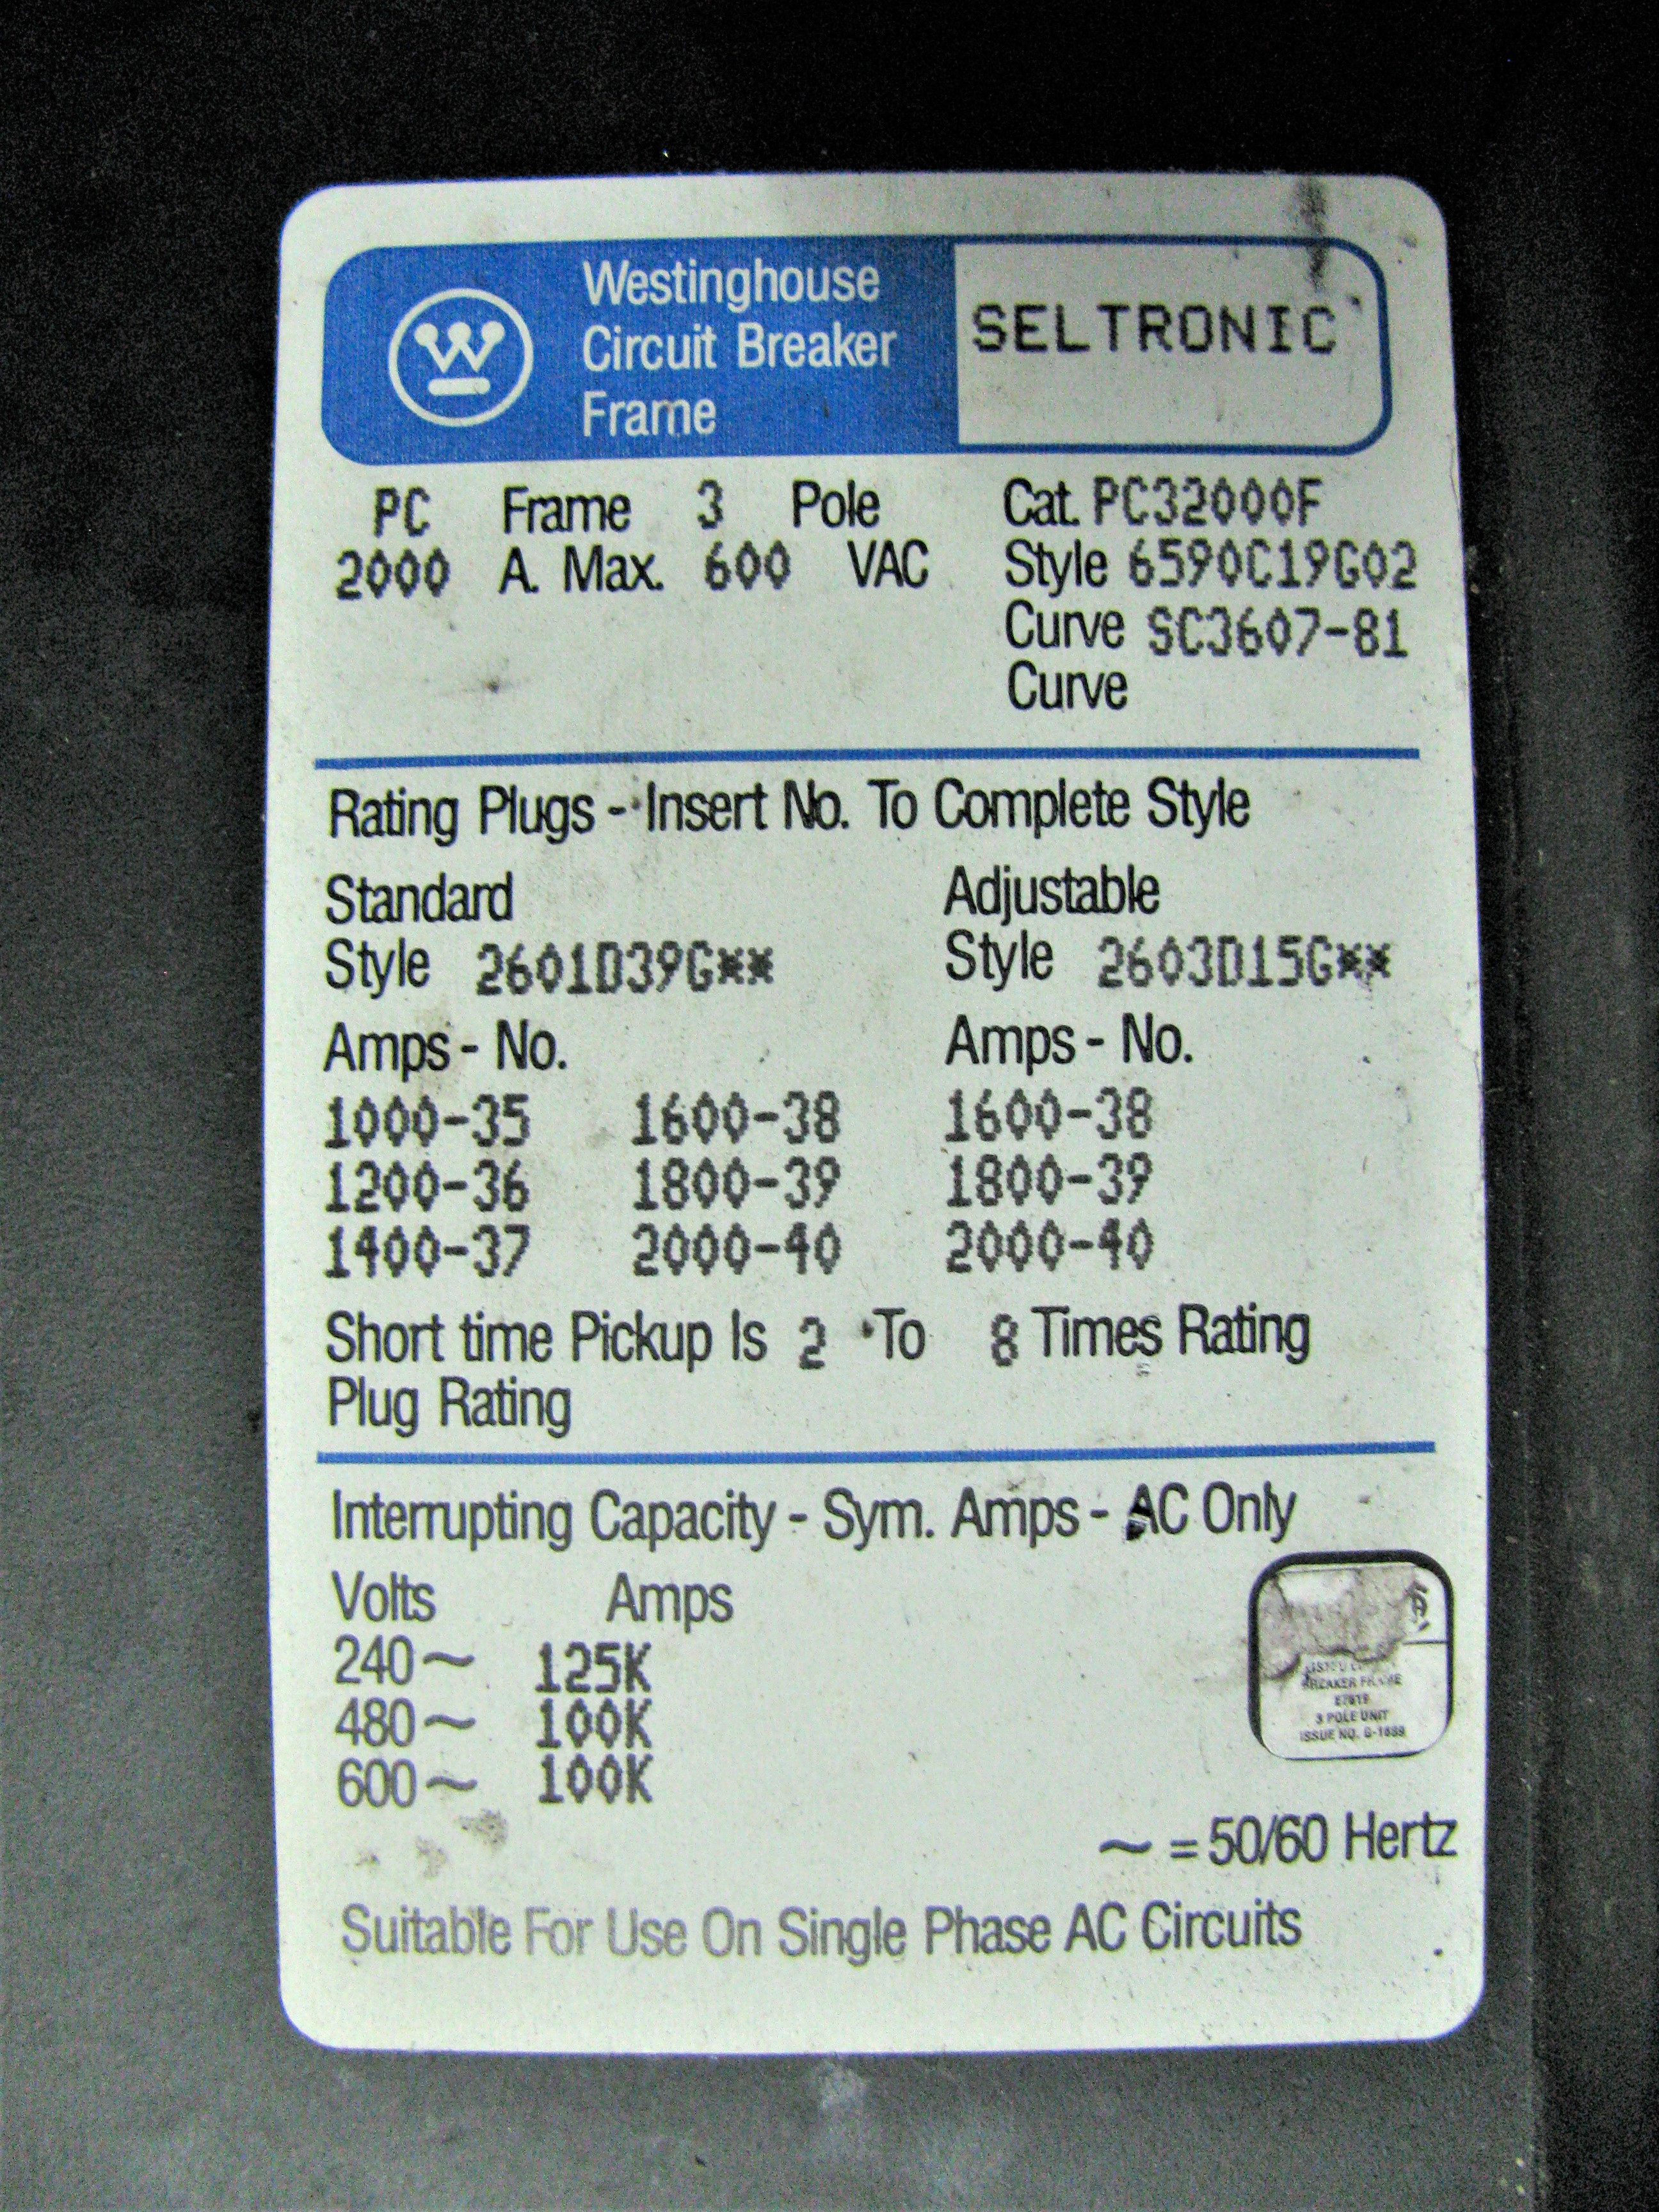 Westinghouse
Circuit Breaker
Frame
SELTRONIC
PC Frame 3 Pole
2000 A. Max. 600 VAC
Cat. PC32000F
Style 6590C19G02
Curve SC3607-81
Curve
Rating Plugs - Insert No. To Complete Style
Standard
Style 2601D39G**
Amps - No.
1000-35 1600-38
1200-36 1800-39
1400-37 2000-40
Adjustable
Style 2603D15G**
Amps - No.
1600-38
1800-39
2000-40
Short time Pickup Is 2 To 8 Times Rating
Plug Rating
Interrupting Capacity - Sym. Amps - AC Only
Volts Amps
240~ 125K
480~ 100K
600~ 100K
BREAKER FRAME
3 POLE UNIT
ISSUE NO.
~ = 50/60 Hertz
Suitable For Use On Single Phase AC Circuits